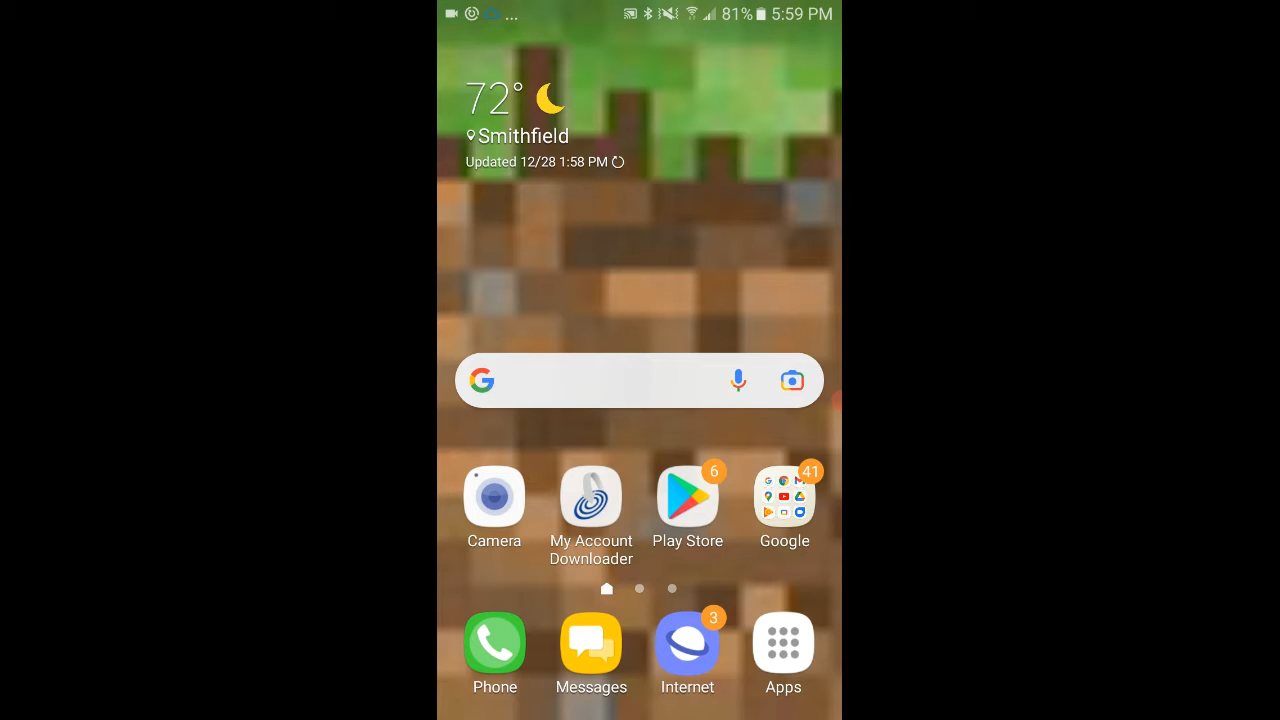 ... 81% 5:59 PM
72°
Smithfield
Updated 12/28 1:58 PM
G
6
41
Camera
My Account
Downloader
Play Store
Google
3
Phone
Messages
Internet
Apps